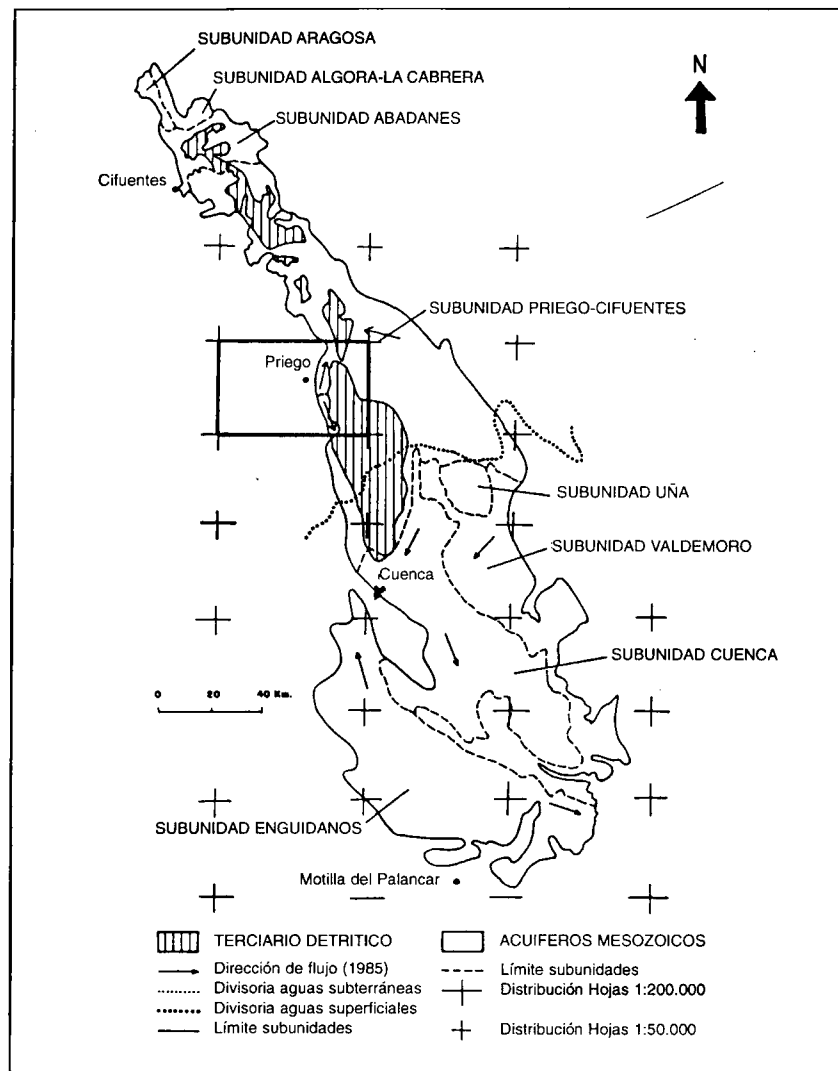 SUBUNIDAD ARAGOSA
N
SUBUNIDAD ALGORA-LA CABRERA
SUBUNIDAD ABADANES
Cifuentes
SUBUNIDAD PRIEGO-CIFUENTES
Priego
SUBUNIDAD UÑA
SUBUNIDAD VALDEMORO
Cuenca
SUBUNIDAD CUENCA
0 20 40 Km.
SUBUNIDAD ENGUIDANOS
Motilla del Palancar
TERCIARIO DETRITICO
Dirección de flujo (1985)
Divisoria aguas subterráneas
Divisoria aguas superficiales
Límite subunidades
ACUIFEROS MESOZOICOS
Límite subunidades
Distribución Hojas 1:200.000
Distribución Hojas 1:50.000